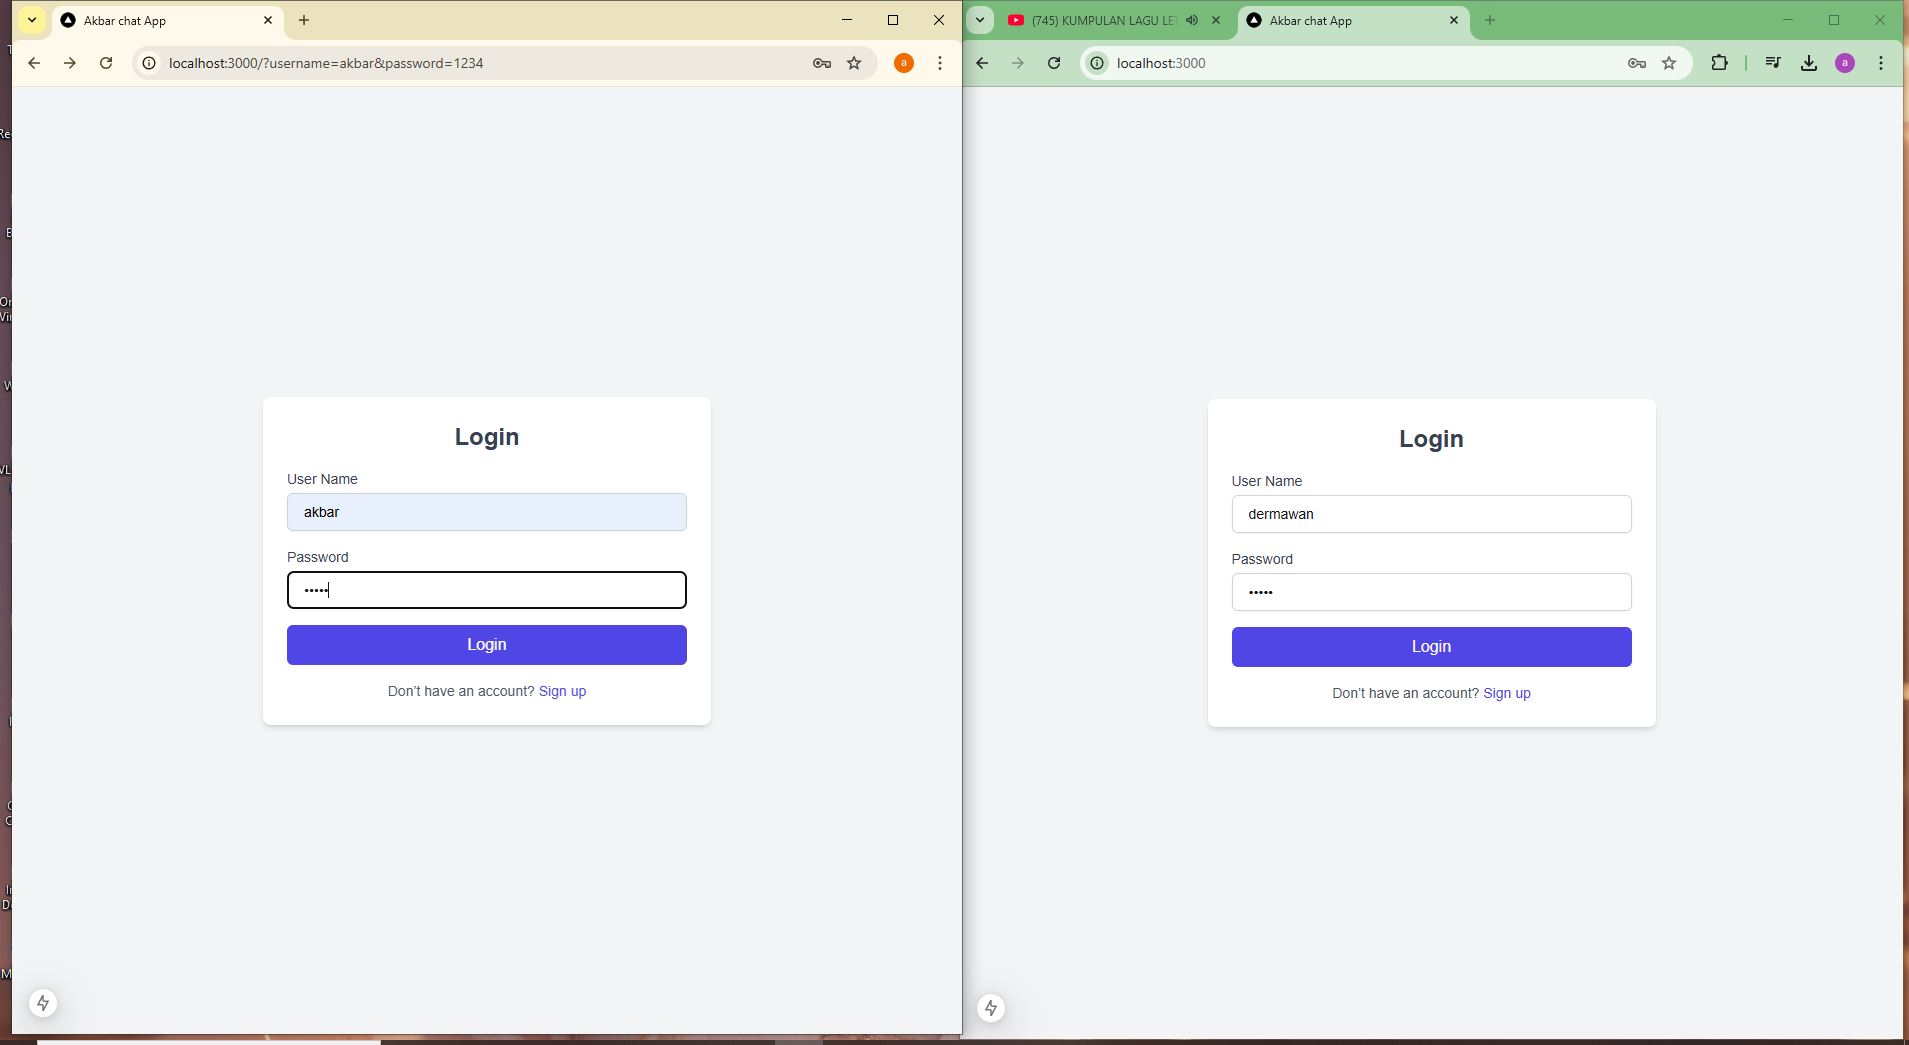 Akbar chat App
localhost:3000/?username=akbar&password=1234
a
Login
User Name
akbar
Password
•••••
Login
Don't have an account? Sign up
(745) KUMPULAN LAGU LE
Akbar chat App
localhost:3000
a
Login
User Name
dermawan
Password
•••••
Login
Don't have an account? Sign up